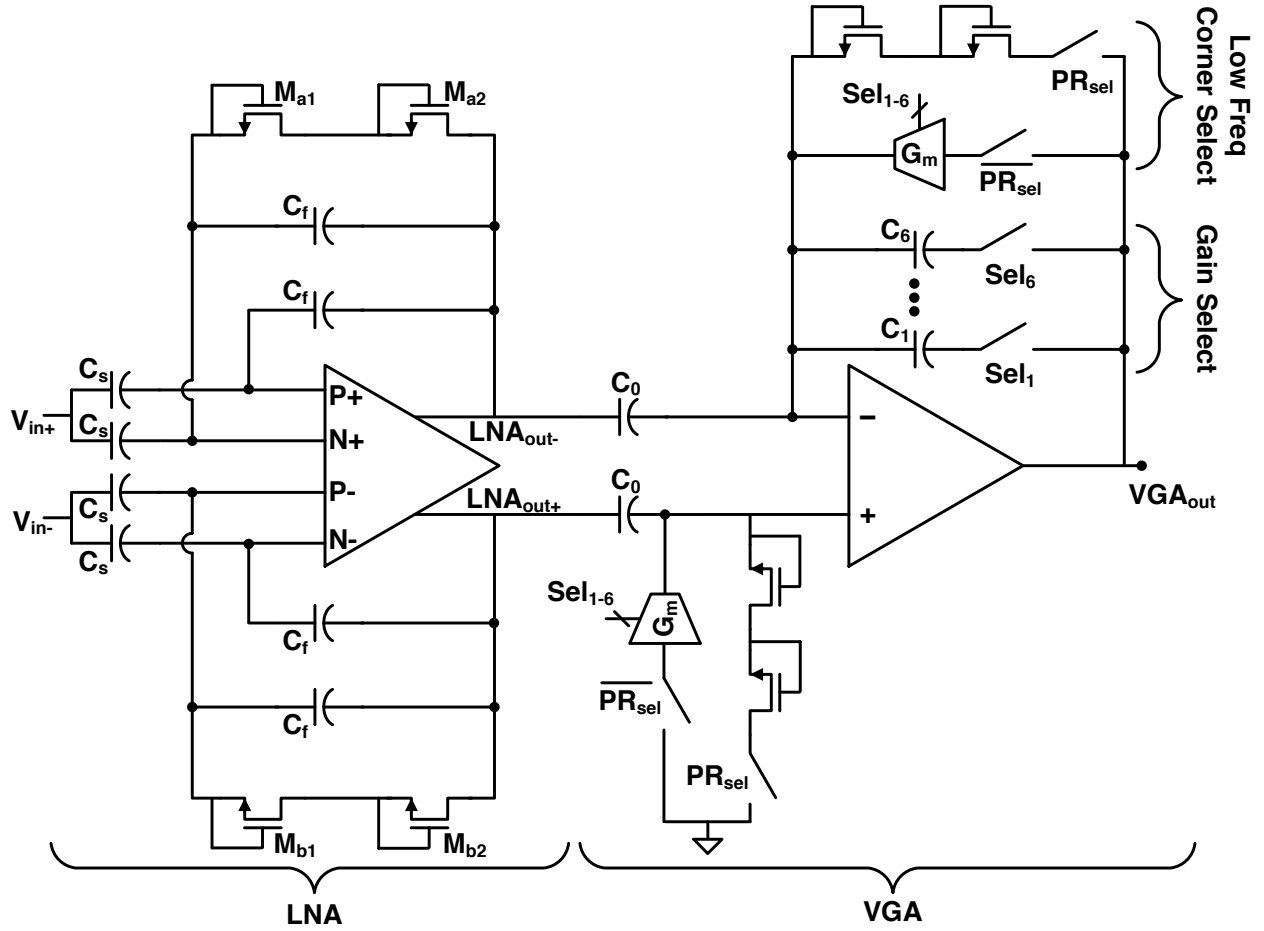 M_a1
M_a2
C_f
C_f
C_s
C_s
C_s
C_s
V_in+
V_in-
P+
N+
P-
N-
LNA_out-
LNA_out+
C_f
C_f
M_b1
M_b2
LNA
C_0
C_0
Sel_1-6
G_m
PR_sel
\overline{PR_sel}
C_6
Sel_6
C_1
Sel_1
−
+
VGA_out
Sel_1-6
G_m
\overline{PR_sel}
PR_sel
VGA
Low Freq
Corner Select
Gain Select